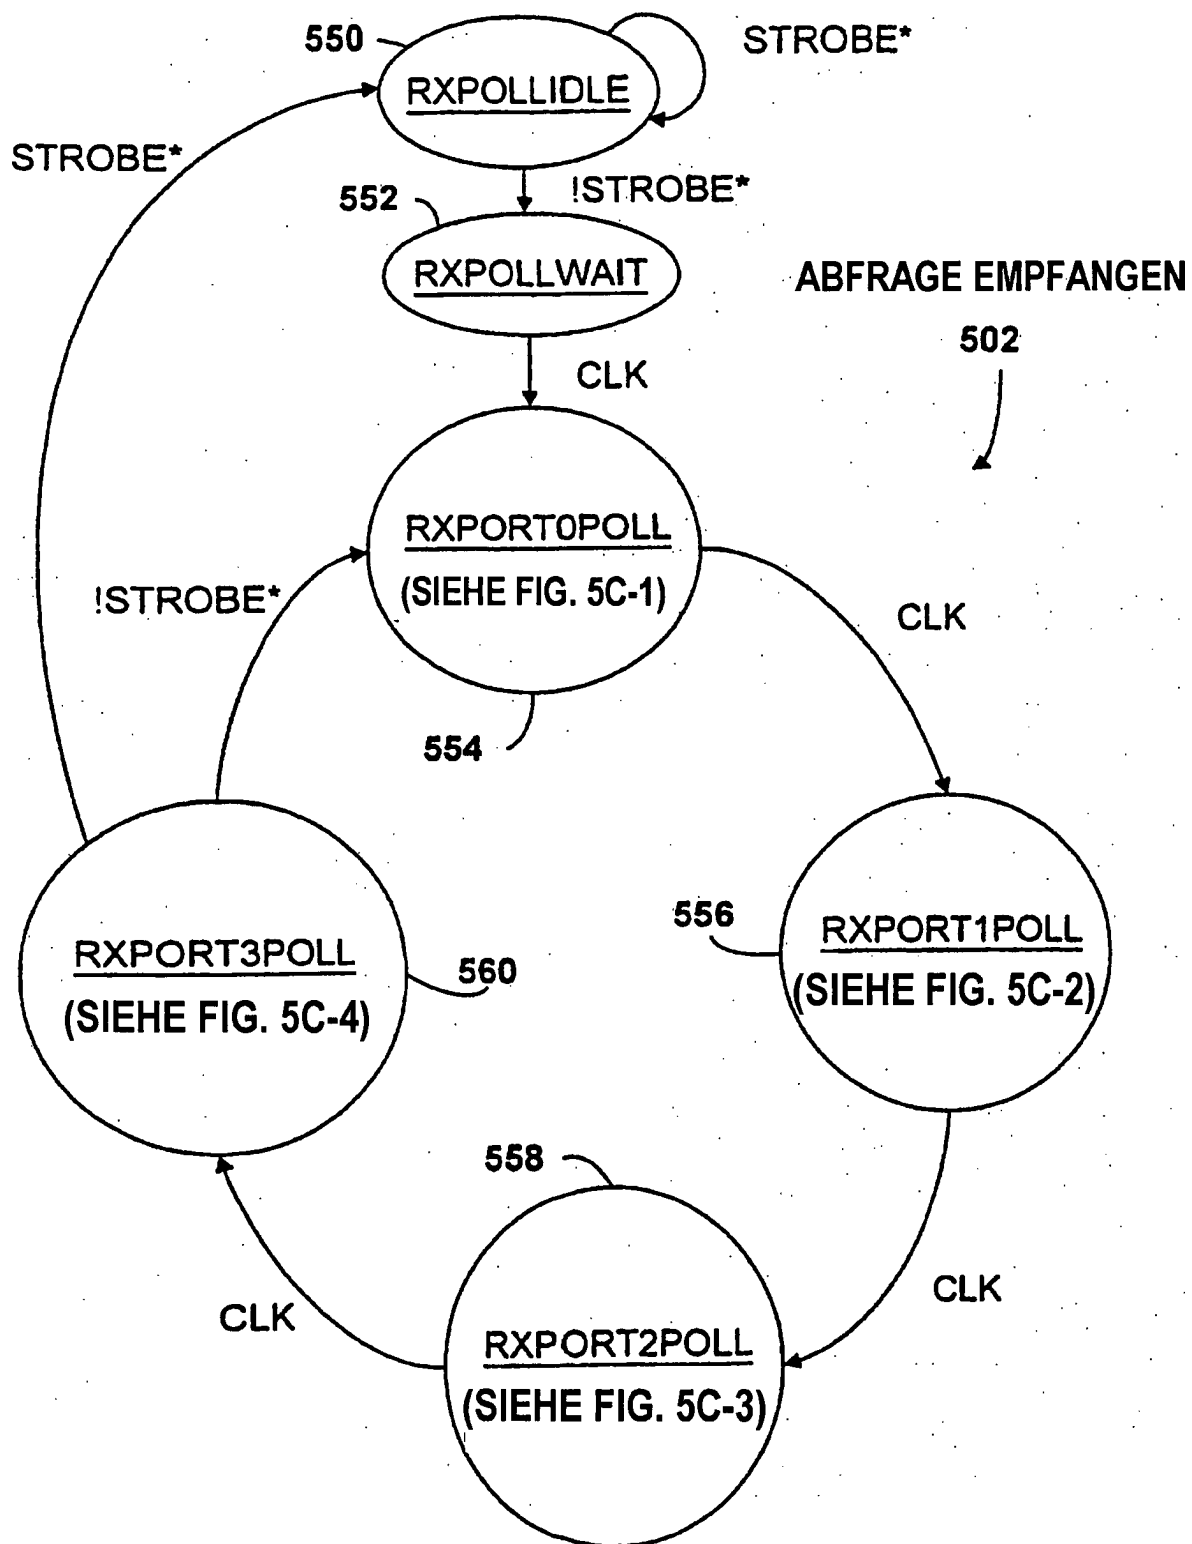 550
STROBE*
RXPOLLIDLE
STROBE*
!STROBE*
552
RXPOLLWAIT
ABFRAGE EMPFANGEN
502
CLK
RXPORT0POLL
(SIEHE FIG. 5C-1)
!STROBE*
CLK
554
556
RXPORT1POLL
(SIEHE FIG. 5C-2)
RXPORT3POLL
(SIEHE FIG. 5C-4)
560
558
CLK
CLK
RXPORT2POLL
(SIEHE FIG. 5C-3)